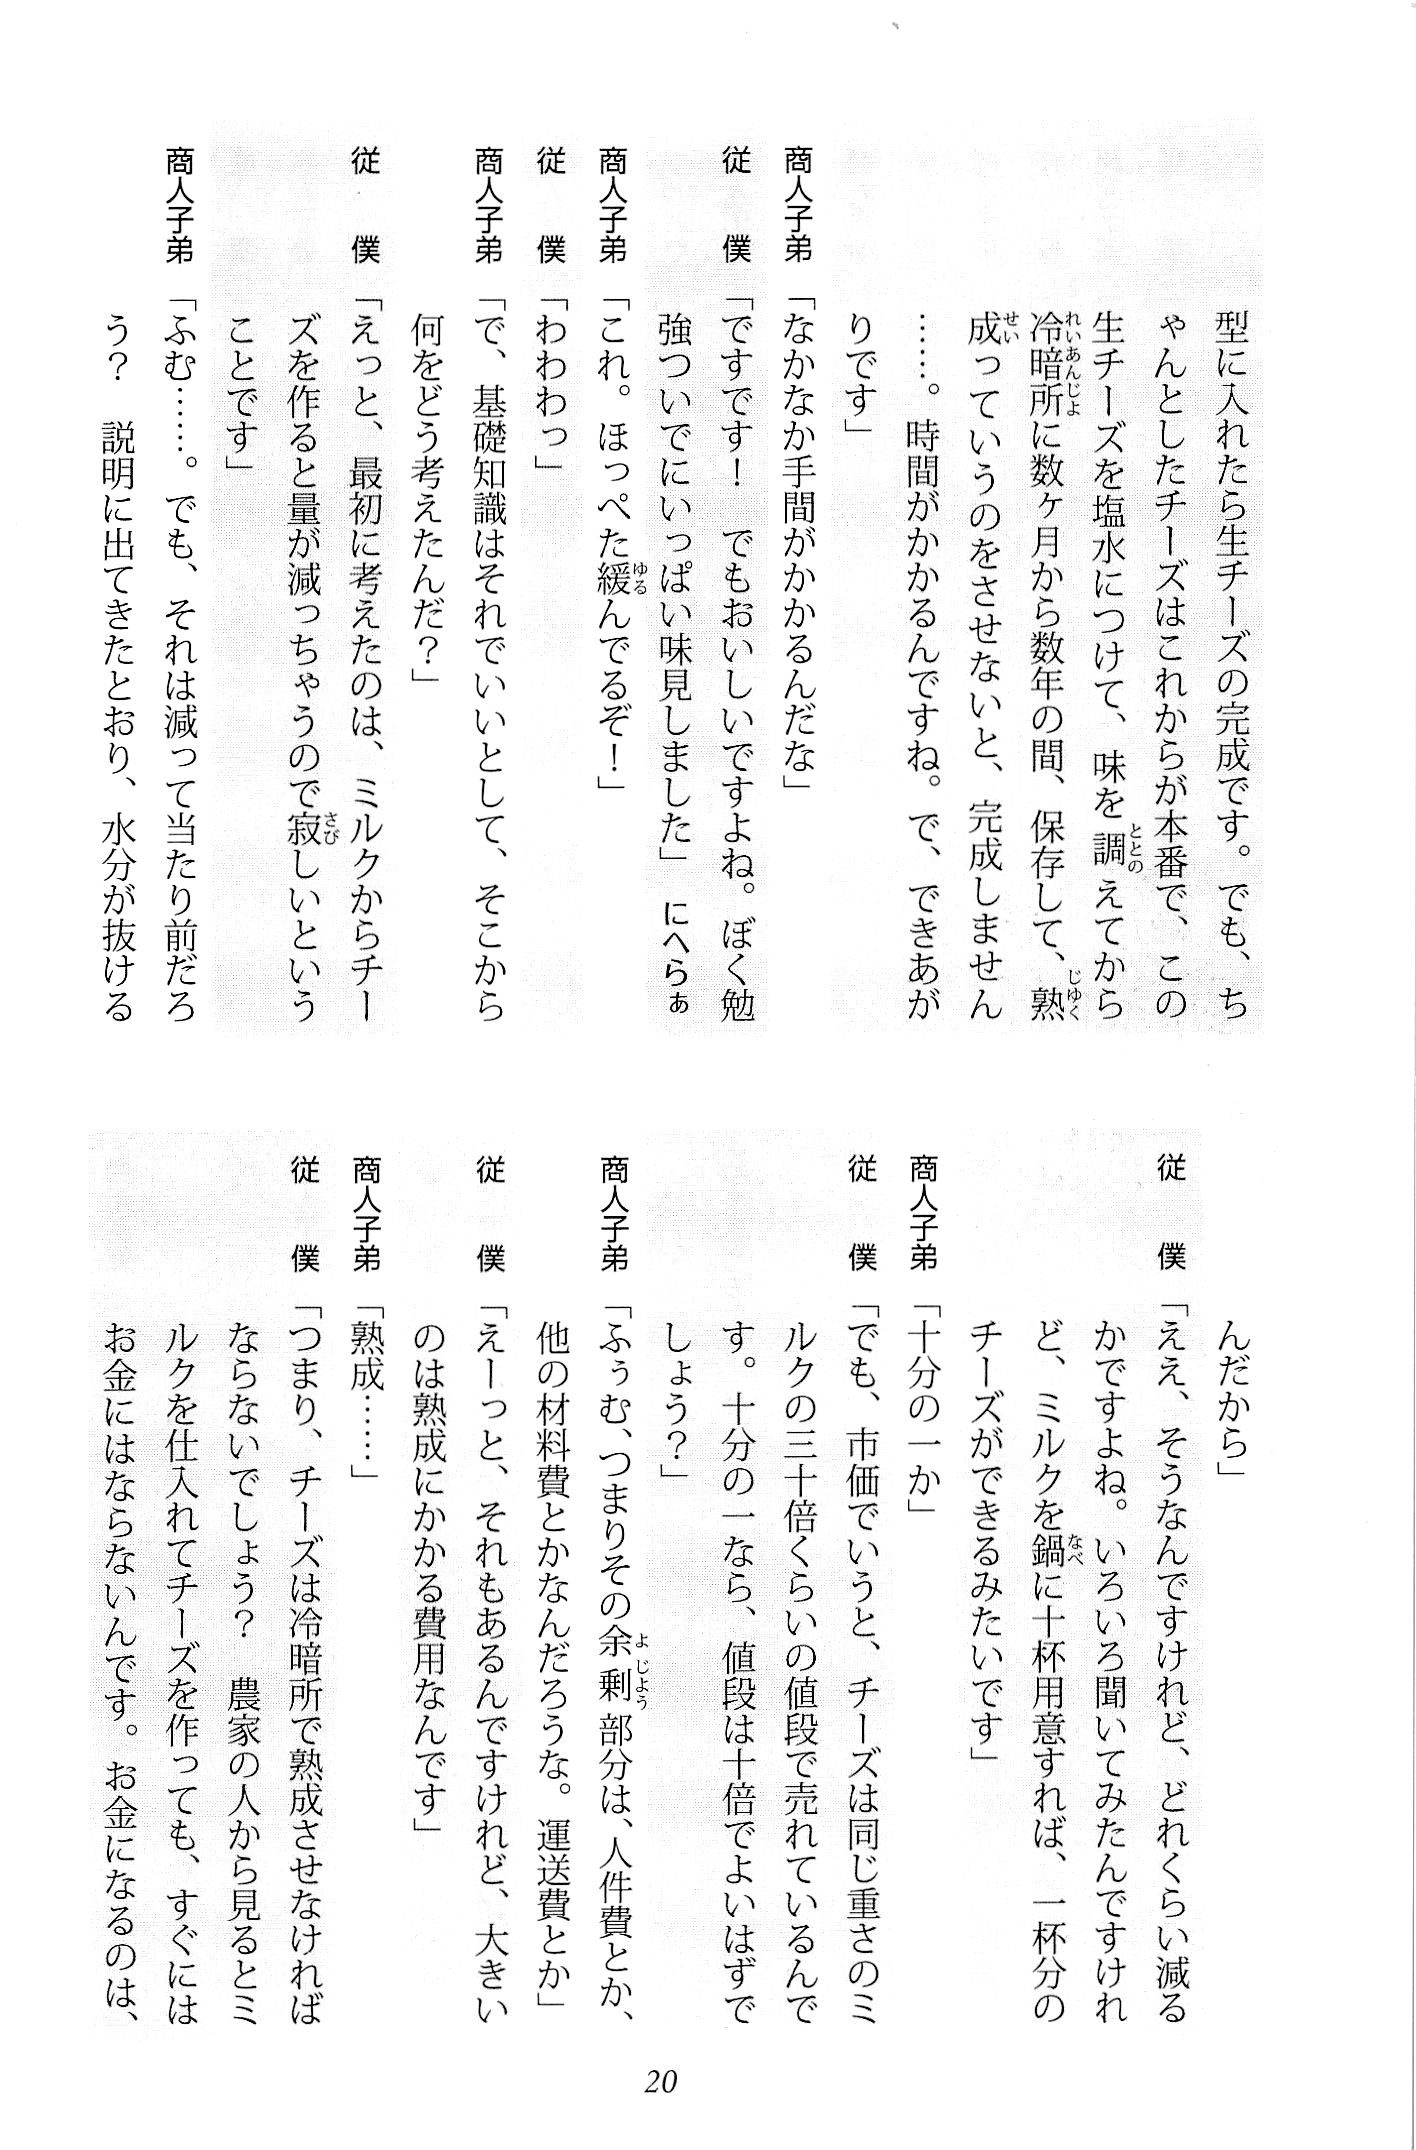 型に入れたら生チーズの完成です。でも、ち
ゃんとしたチーズはこれからが本番で、この
生チーズを塩水につけて、味を調えてから
冷暗所に数ヶ月から数年の間、保存して、熟
成っていうのをさせないと、完成しません
……。時間がかかるんですね。で、できあが
りです」
商人子弟「なかなか手間がかかるんだな」
従　僕「ですです！　でもおいしいですよね。ぼく勉
強ついでにいっぱい味見しました」にへらぁ
商人子弟「これ。ほっぺた緩んでるぞ！」
従　僕「わわわっ」
商人子弟「で、基礎知識はそれでいいとして、そこから
何をどう考えたんだ？」
従　僕「えっと、最初に考えたのは、ミルクからチー
ズを作ると量が減っちゃうので寂しいという
ことです」
商人子弟「ふむ……。でも、それは減って当たり前だろ
う？　説明に出てきたとおり、水分が抜ける
んだから」
従　僕「ええ、そうなんですけれど、どれくらい減る
かですよね。いろいろ聞いてみたんですけれ
ど、ミルクを鍋に十杯用意すれば、一杯分の
チーズができるみたいです」
商人子弟「十分の一か」
従　僕「でも、市価でいうと、チーズは同じ重さのミ
ルクの三十倍くらいの値段で売れているんで
す。十分の一なら、値段は十倍でよいはずで
しょう？」
商人子弟「ふぅむ、つまりその余剰部分は、人件費とか、
他の材料費とかなんだろうな。運送費とか」
従　僕「えーっと、それもあるんですけれど、大きい
のは熟成にかかる費用なんです」
商人子弟「熟成……」
従　僕「つまり、チーズは冷暗所で熟成させなければ
ならないでしょう？　農家の人から見るとミ
ルクを仕入れてチーズを作っても、すぐには
お金にはならないんです。お金になるのは、
20